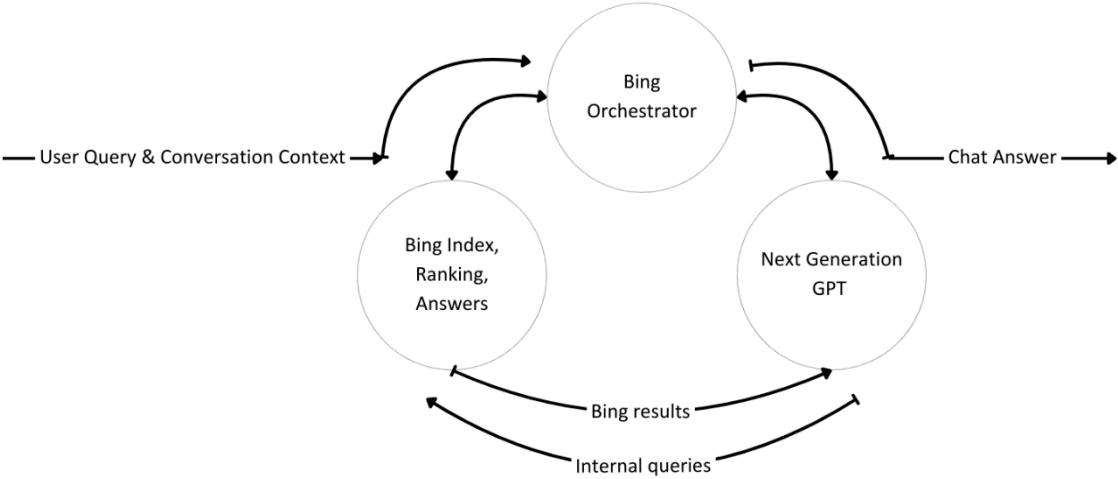 Bing
Orchestrator
User Query & Conversation Context
Chat Answer
Bing Index,
Ranking,
Answers
Next Generation
GPT
Bing results
Internal queries